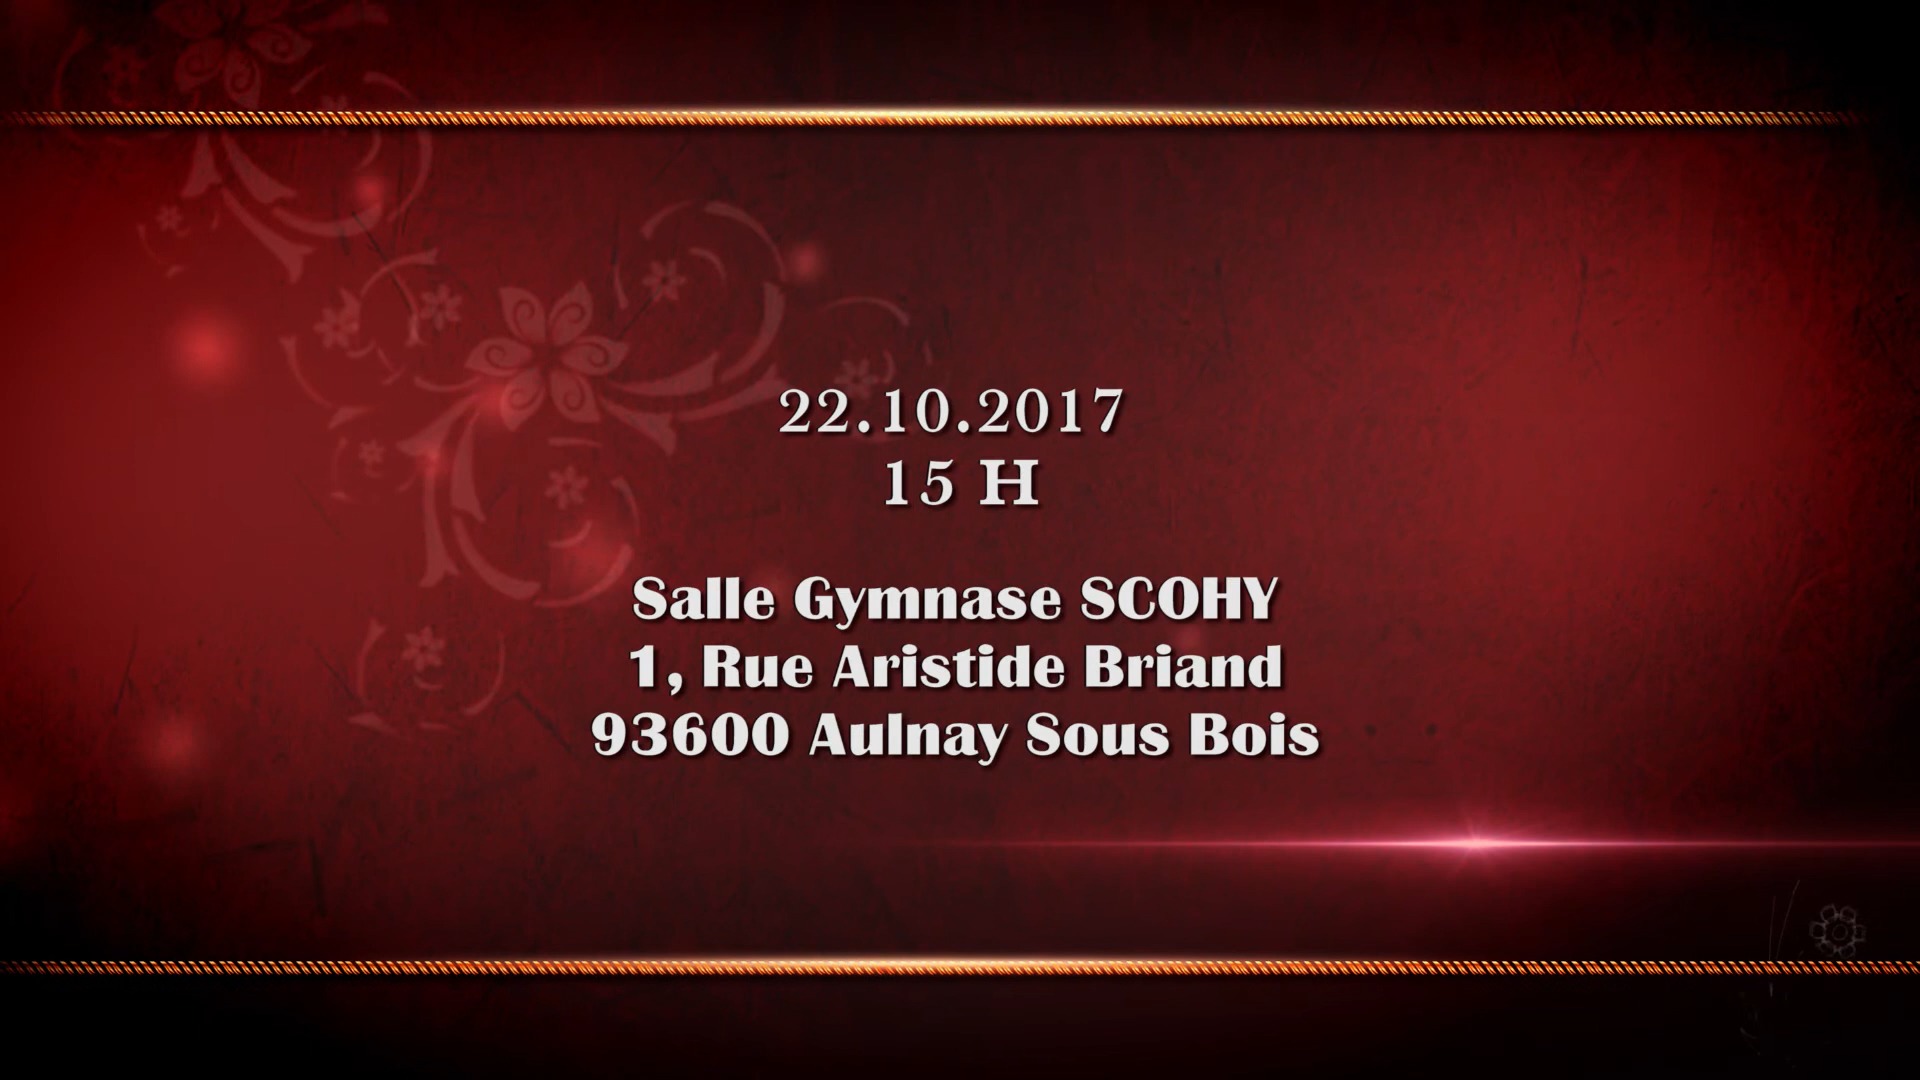 22.10.2017
15 H
Salle Gymnase SCOHY
1, Rue Aristide Briand
93600 Aulnay Sous Bois